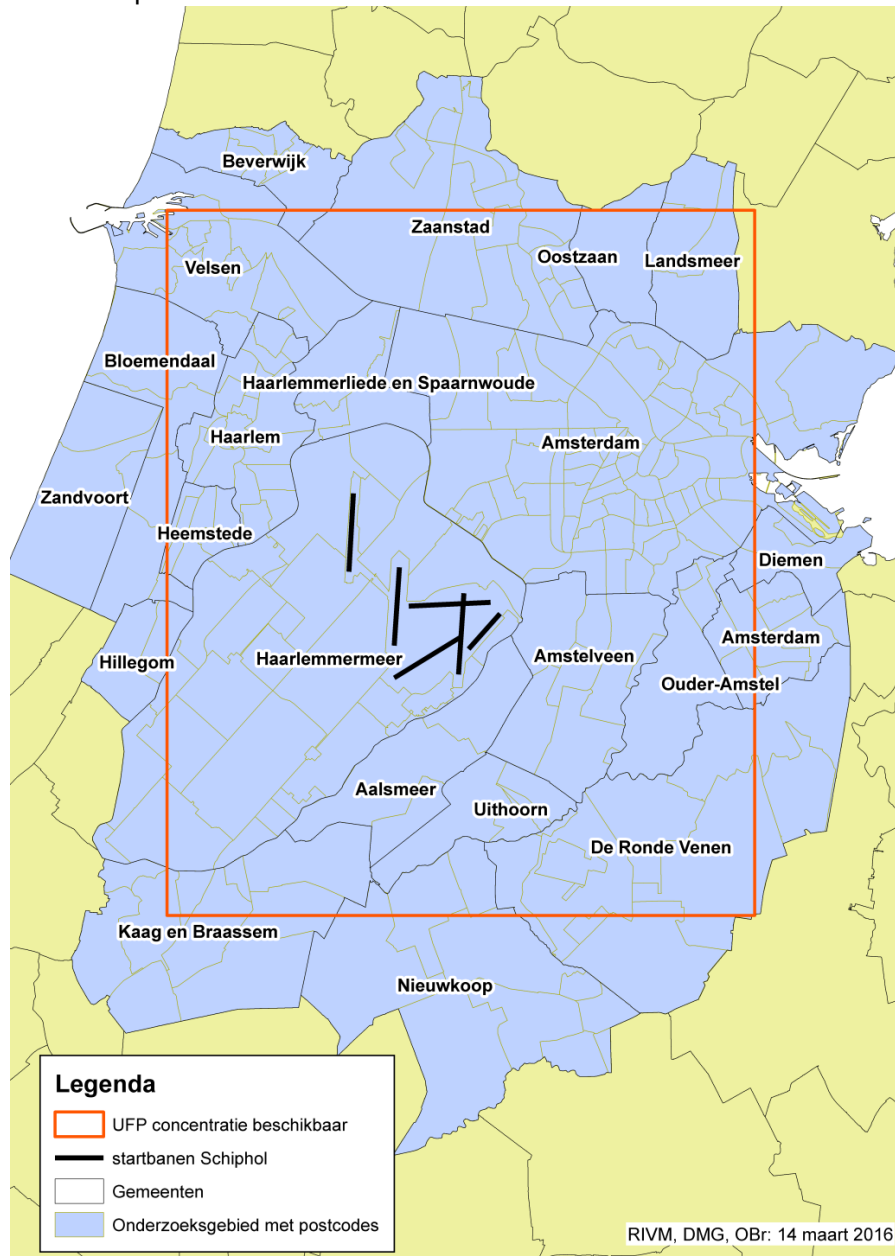 Beverwijk
Zaanstad
Oostzaan
Landsmeer
Velsen
Bloemendaal
Haarlemmerliede en Spaarnwoude
Haarlem
Amsterdam
Zandvoort
Heemstede
Diemen
Amsterdam
Hillegom
Haarlemmermeer
Amstelveen
Ouder-Amstel
Aalsmeer
Uithoorn
De Ronde Venen
Kaag en Braassem
Nieuwkoop
Legenda
UFP concentratie beschikbaar
startbanen Schiphol
Gemeenten
Onderzoeksgebied met postcodes
RIVM, DMG, OBr: 14 maart 2016